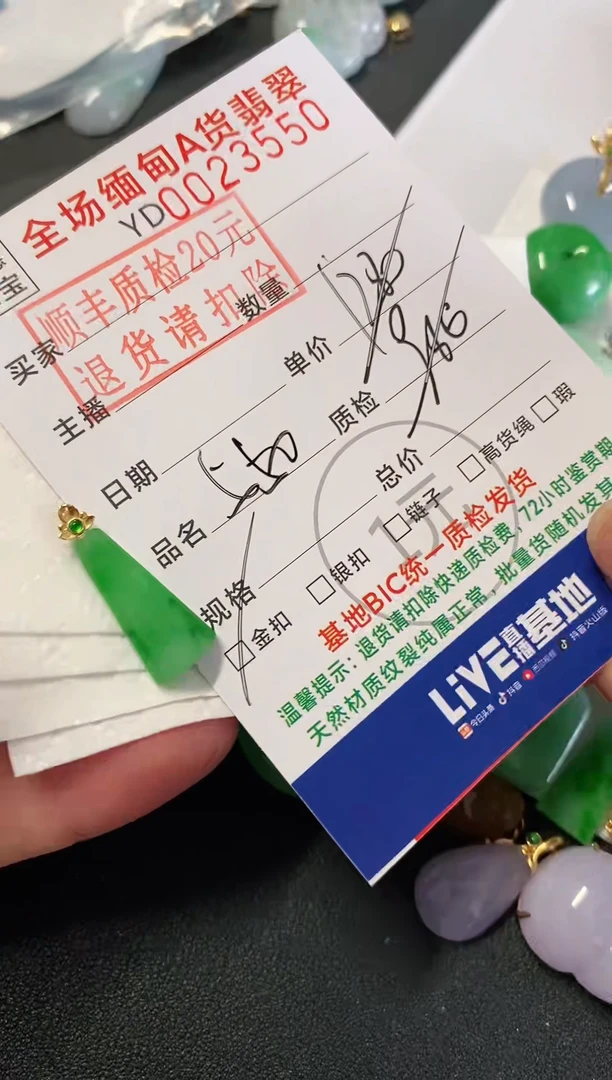 全场缅甸A货翡翠
YD0023550
宝
顺丰质检20元
退货请扣除
买家
数量
主播
单价
日期
质检
品名
总价
规格
1元
金扣
银扣
链子
高货绳
瑕
基地BIC统一质检发货
温馨提示：退货请扣除快递质检费，72小时鉴赏期
天然材质纹裂纯属正常，批量货随机发
LIVE直播基地
今日头条
抖音
西瓜视频
抖音火山版